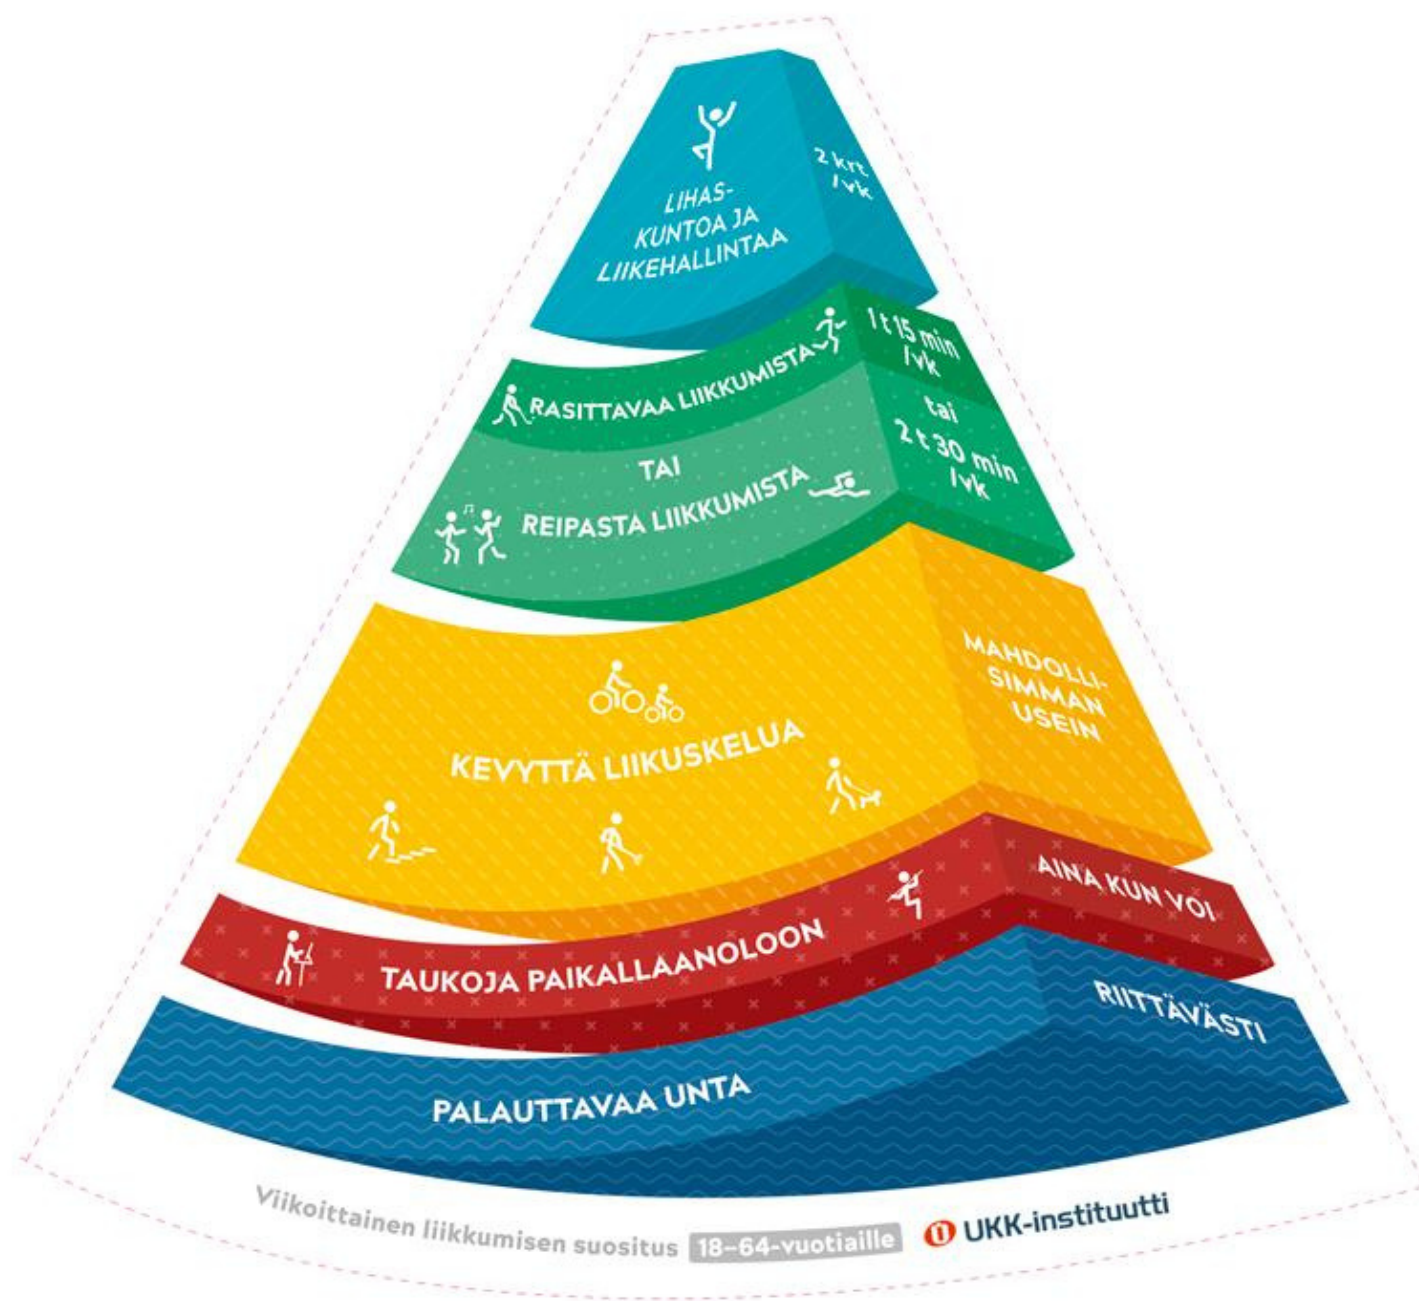 LIHAS-
KUNTOA JA
LIIKEHALLINTAA
2 krt
/vk
RASITTAVAA LIIKKUMISTA
1 t 15 min
/vk
TAI
REIPASTA LIIKKUMISTA
tai
2 t 30 min
/vk
KEVYTTÄ LIIKUSKELUA
MAHDOLLI-
SIMMAN
USEIN
TAUKOJA PAIKALLAANOLOON
AINA KUN VOI
PALAUTTAVAA UNTA
RIITTÄVÄSTI
Viikoittainen liikkumisen suositus 18–64-vuotiaille UKK-instituutti